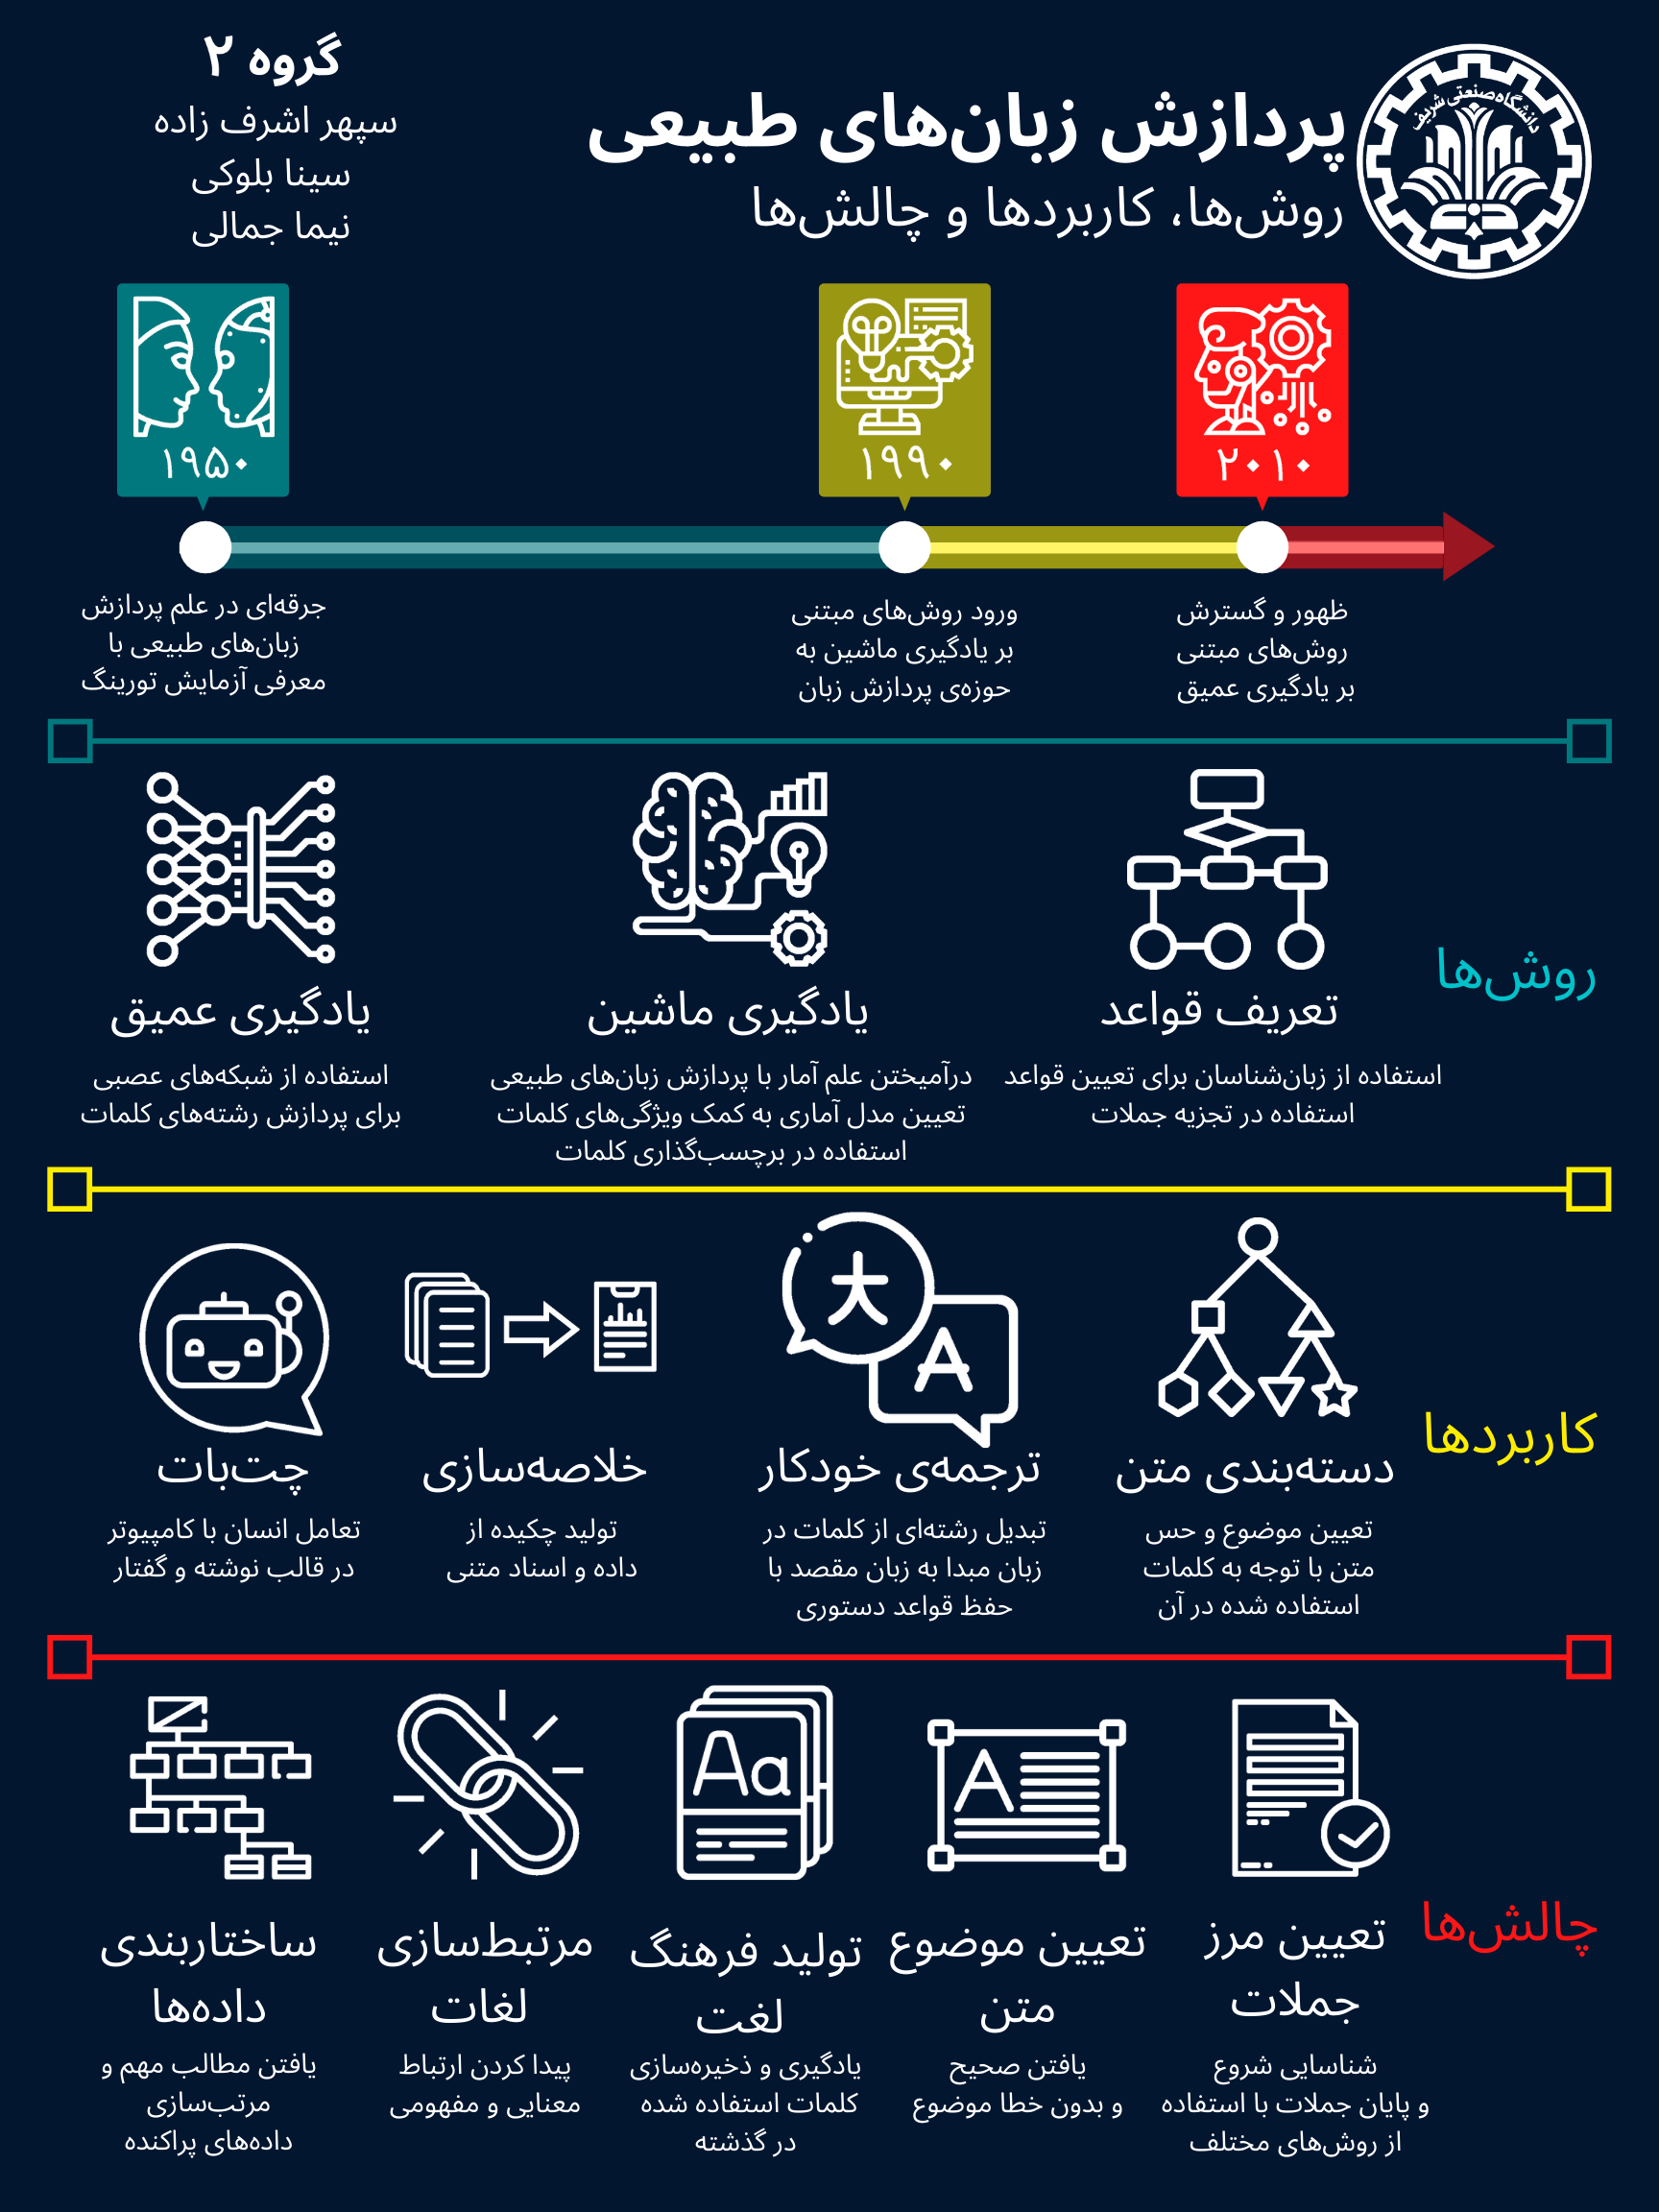 دانشگاه صنعتی شریف
پردازش زبان‌های طبیعی
روش‌ها، کاربردها و چالش‌ها
گروه ۲
سپهر اشرف زاده
سینا بلوکی
نیما جمالی
۱۹۵۰
جرقه‌ای در علم پردازش
زبان‌های طبیعی با
معرفی آزمایش تورینگ
۱۹۹۰
ورود روش‌های مبتنی
بر یادگیری ماشین به
حوزه‌ی پردازش زبان
۲۰۱۰
ظهور و گسترش
روش‌های مبتنی
بر یادگیری عمیق
روش‌ها
تعریف قواعد
استفاده از زبان‌شناسان برای تعیین قواعد
استفاده در تجزیه جملات
یادگیری ماشین
درآمیختن علم آمار با پردازش زبان‌های طبیعی
تعیین مدل آماری به کمک ویژگی‌های کلمات
استفاده در برچسب‌گذاری کلمات
یادگیری عمیق
استفاده از شبکه‌های عصبی
برای پردازش رشته‌های کلمات
کاربردها
دسته‌بندی متن
تعیین موضوع و حس
متن با توجه به کلمات
استفاده شده در آن
大
A
ترجمه‌ی خودکار
تبدیل رشته‌ای از کلمات در
زبان مبدا به زبان مقصد با
حفظ قواعد دستوری
خلاصه‌سازی
تولید چکیده از
داده و اسناد متنی
چت‌بات
تعامل انسان با کامپیوتر
در قالب نوشته و گفتار
چالش‌ها
تعیین مرز
جملات
شناسایی شروع
و پایان جملات با استفاده
از روش‌های مختلف
A
تعیین موضوع
متن
یافتن صحیح
و بدون خطا موضوع
Aa
تولید فرهنگ
لغت
یادگیری و ذخیره‌سازی
کلمات استفاده شده
در گذشته
مرتبط‌سازی
لغات
پیدا کردن ارتباط
معنایی و مفهومی
ساختاربندی
داده‌ها
یافتن مطالب مهم و
مرتب‌سازی
داده‌های پراکنده